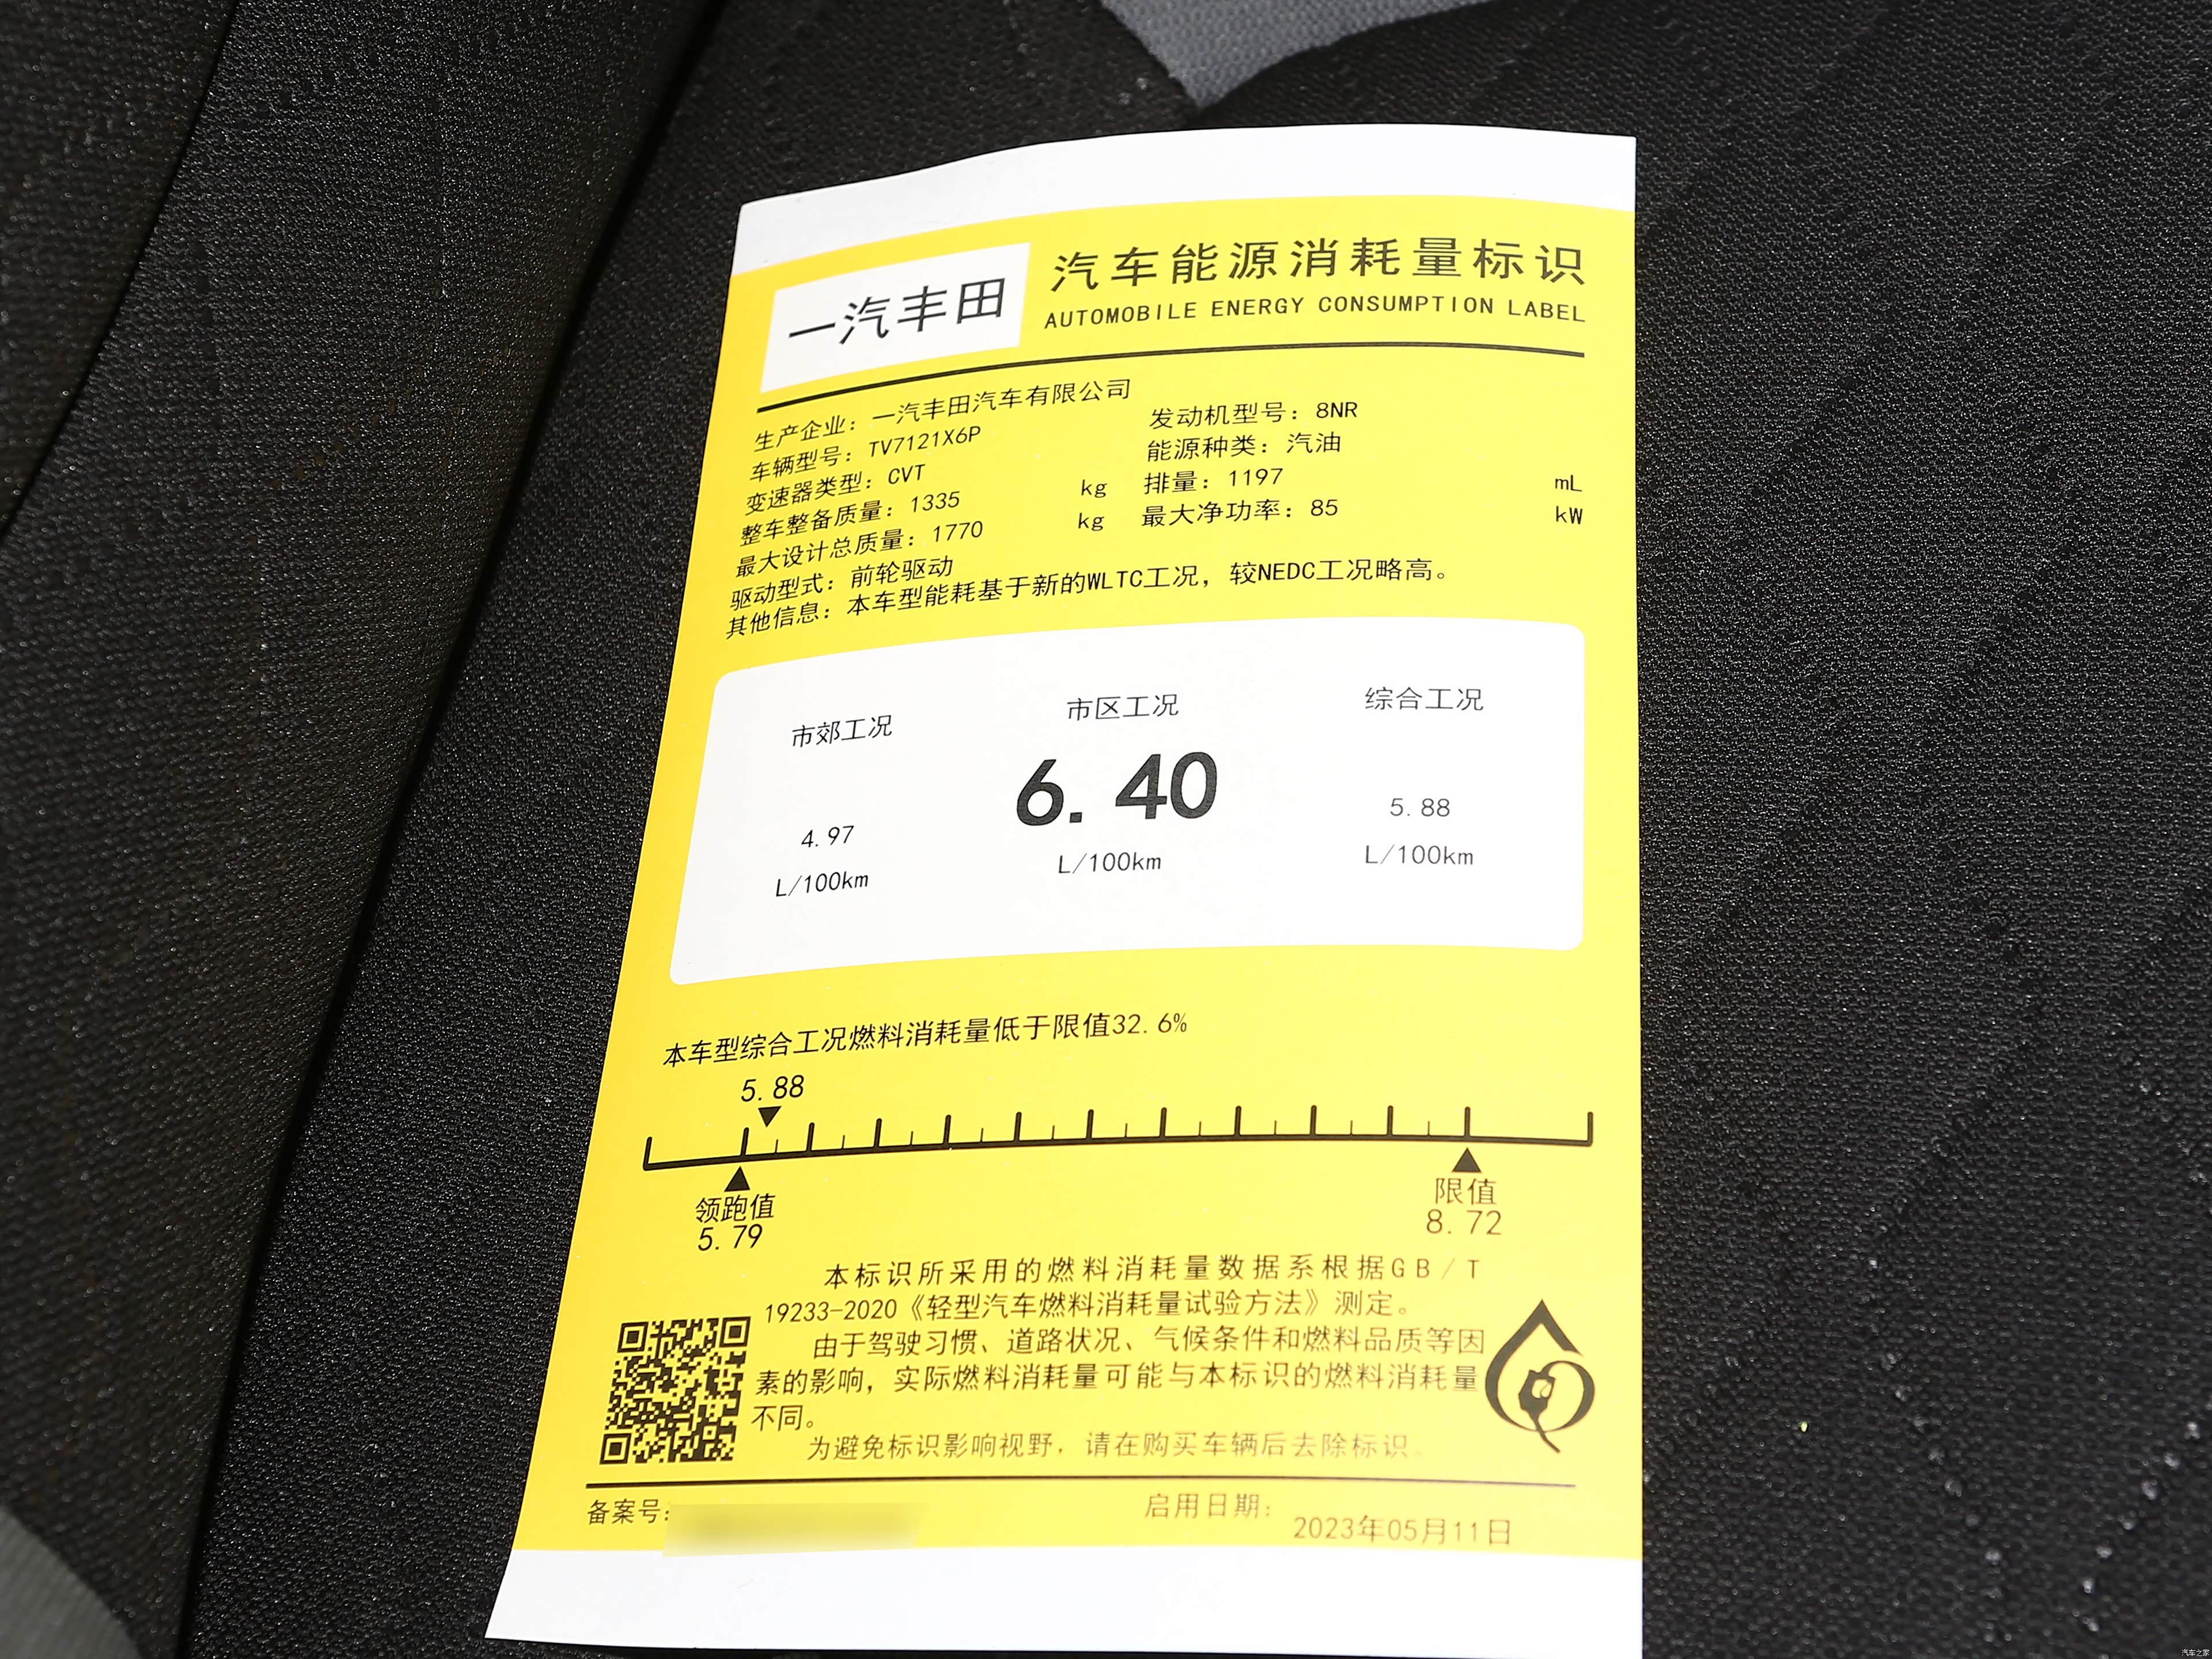 一汽丰田
汽车能源消耗量标识
AUTOMOBILE ENERGY CONSUMPTION LABEL
生产企业：一汽丰田汽车有限公司
车辆型号：TV7121X6P
变速器类型：CVT
整车整备质量：1335 kg
最大设计总质量：1770 kg
驱动型式：前轮驱动
发动机型号：8NR
能源种类：汽油
排量：1197 mL
最大净功率：85 kW
其他信息：本车型能耗基于新的WLTC工况，较NEDC工况略高。
市郊工况
4.97
L/100km
市区工况
6.40
L/100km
综合工况
5.88
L/100km
本车型综合工况燃料消耗量低于限值32.6%
5.88
领跑值
5.79
限值
8.72
本标识所采用的燃料消耗量数据系根据GB/T
19233-2020《轻型汽车燃料消耗量试验方法》测定。
由于驾驶习惯、道路状况、气候条件和燃料品质等因
素的影响，实际燃料消耗量可能与本标识的燃料消耗量
不同。
为避免标识影响视野，请在购买车辆后去除标识。
备案号：
启用日期：
2023年05月11日
汽车之家